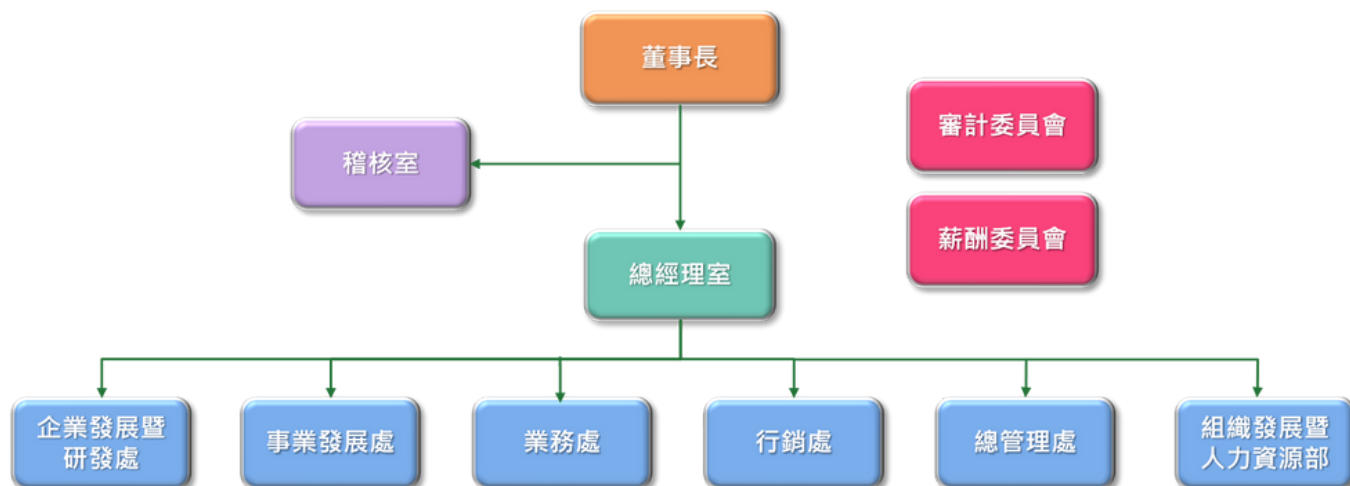 董事長
審計委員會
稽核室
薪酬委員會
總經理室
企業發展暨
研發處
事業發展處
業務處
行銷處
總管理處
組織發展暨
人力資源部